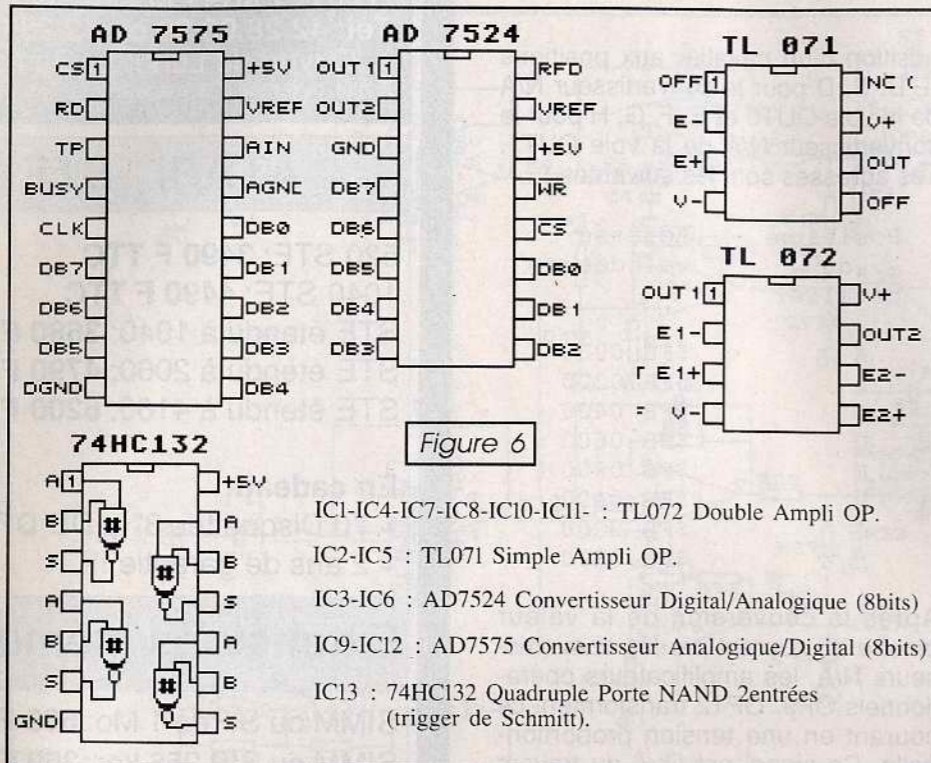 AD 7575
CS 1
RD
TP
BUSY
CLK
DB7
DB6
DB5
DGND
+5V
VREF
AIN
DB0
DB1
DB2
DB3
DB4
AD 7524
OUT 1 1
OUT2
GND
DB7
DB6
DB5
DB4
DB3
RFD
VREF
+5V
WR
CS
DB0
DB1
DB2
TL 071
OFF 1
E-
E+
V-
V+
OUT
OFF
TL 072
OUT 1 1
E1-
E1+
V-
V+
OUT2
E2-
E2+
74HC132
A 1
B
S
A
B
S
GND
+5V
A
B
S
A
B
S
#
#
#
#
Figure 6
IC1-IC4-IC7-IC8-IC10-IC11- : TL072 Double Ampli OP.
IC2-IC5 : TL071 Simple Ampli OP.
IC3-IC6 : AD7524 Convertisseur Digital/Analogique (8bits)
IC9-IC12 : AD7575 Convertisseur Analogique/Digital (8bits)
IC13 : 74HC132 Quadruple Porte NAND 2entrées
(trigger de Schmitt).